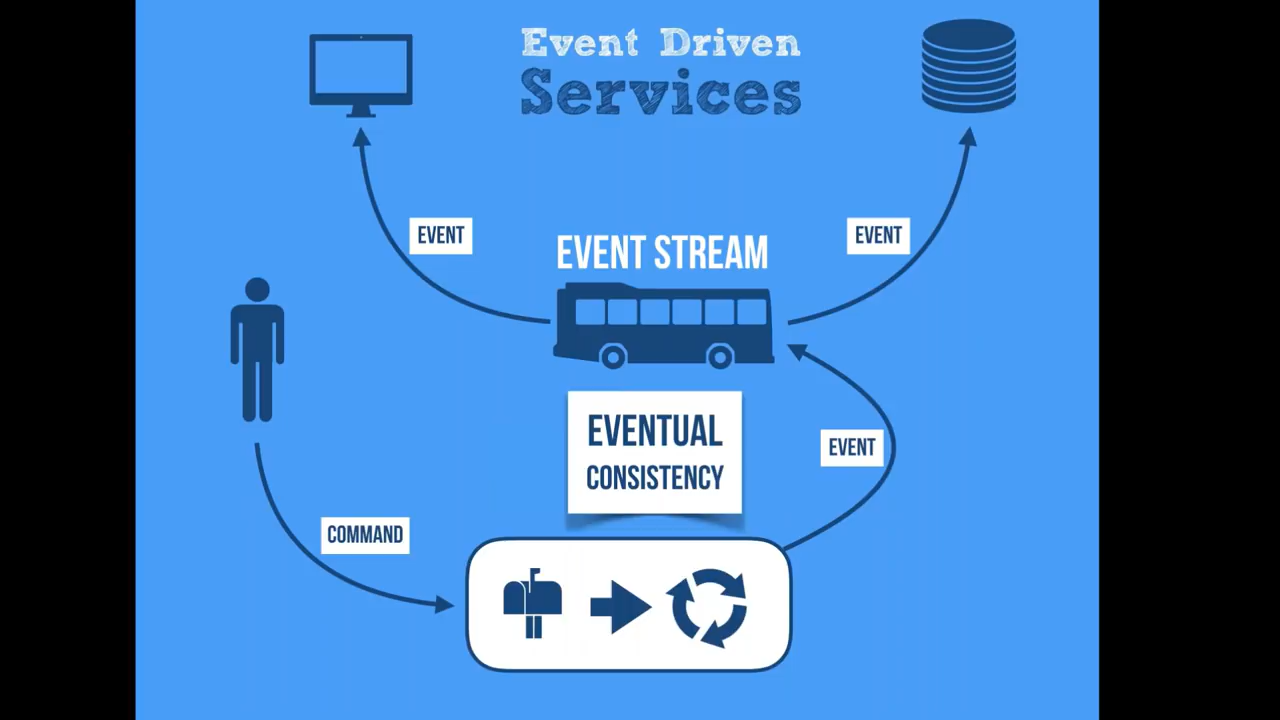 Event Driven
Services
EVENT
EVENT STREAM
EVENT
EVENTUAL
CONSISTENCY
EVENT
COMMAND